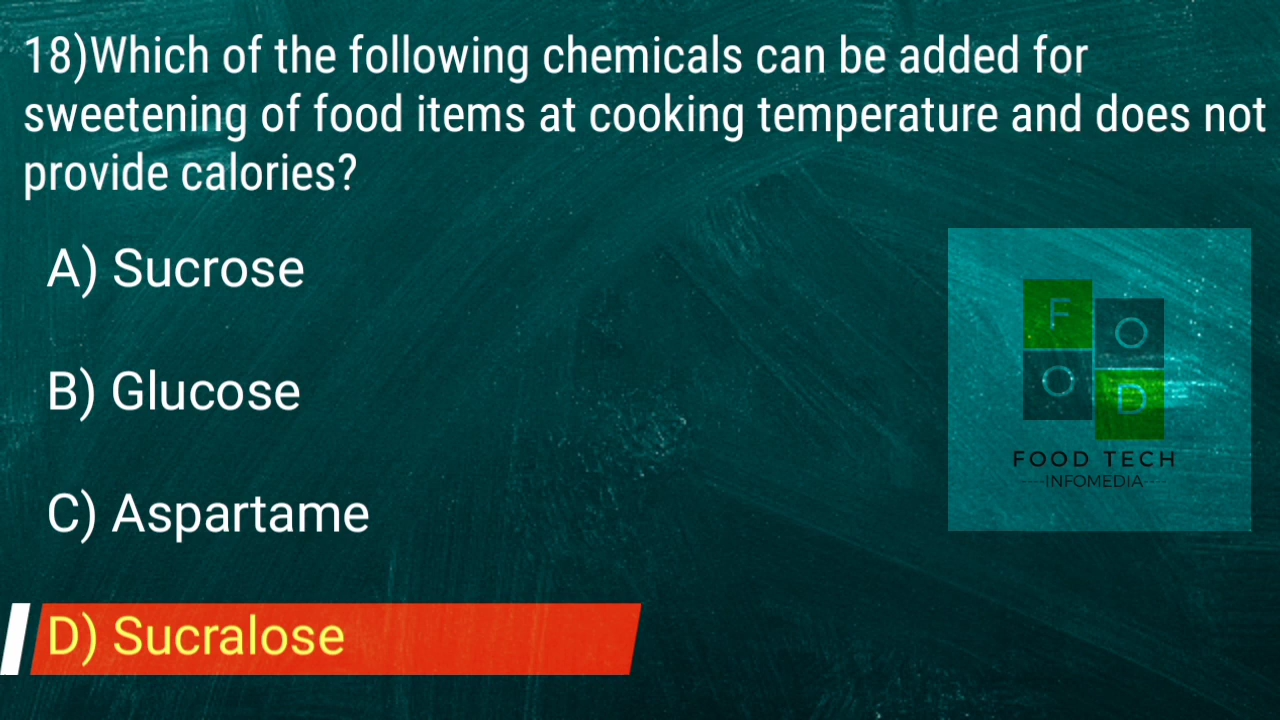 18)Which of the following chemicals can be added for
sweetening of food items at cooking temperature and does not
provide calories?
A) Sucrose
B) Glucose
C) Aspartame
D) Sucralose
F O
O D
FOOD TECH
INFOMEDIA